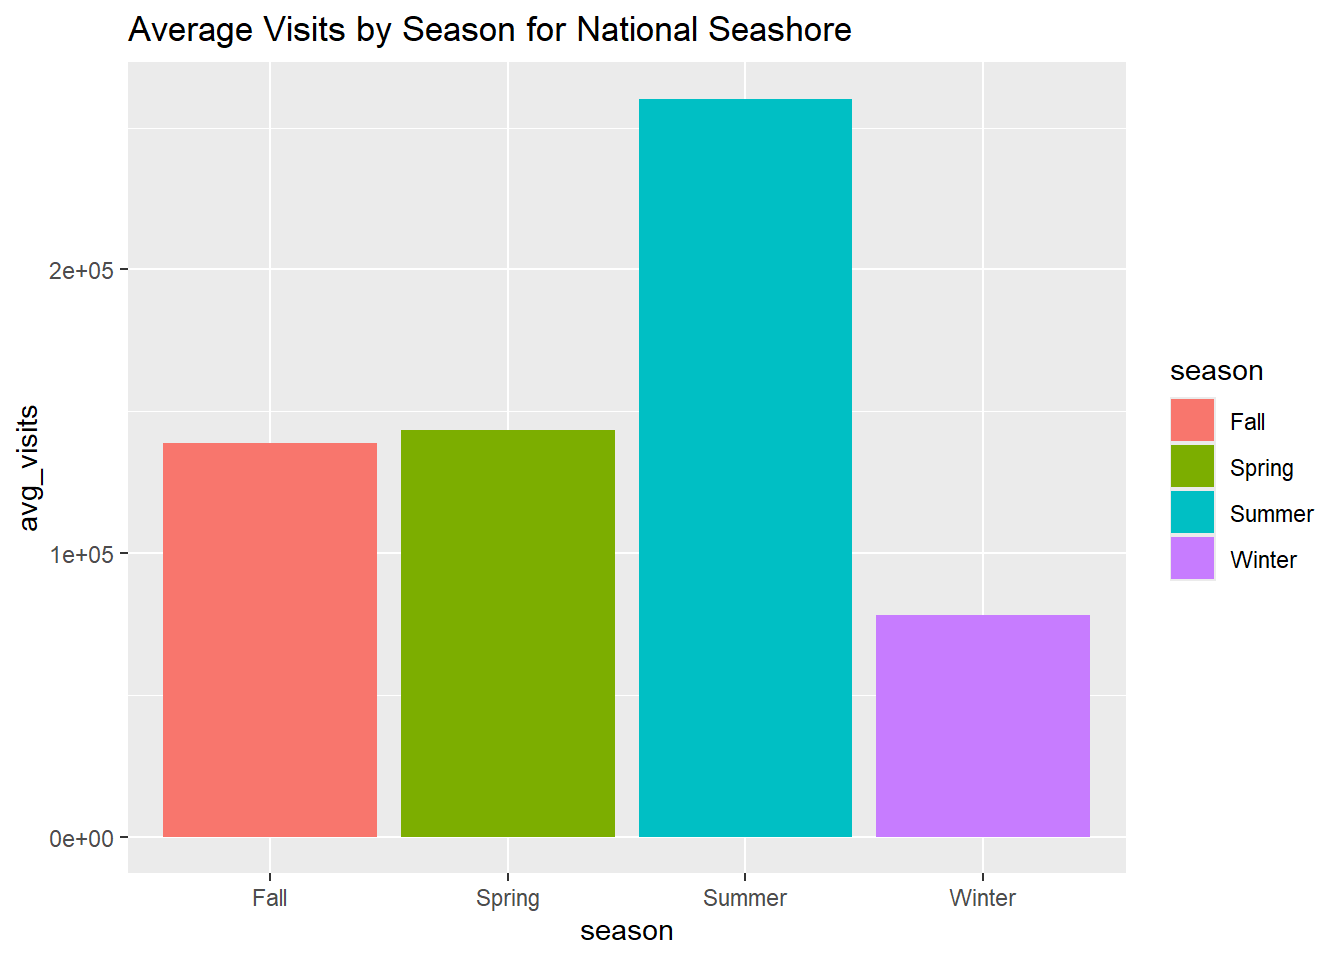 Average Visits by Season for National Seashore
avg_visits
2e+05
1e+05
0e+00
Fall
Spring
Summer
Winter
season
season
Fall
Spring
Summer
Winter